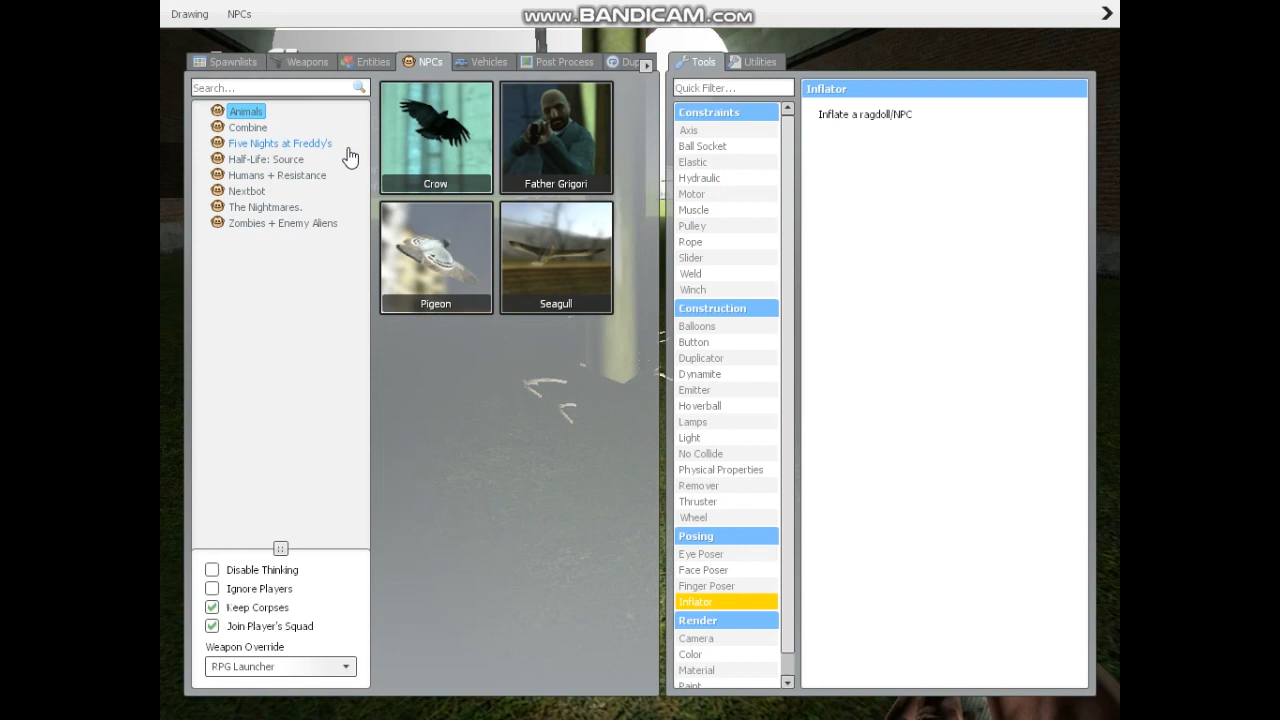 Drawing NPCs
www.BANDICAM.com
Spawnlists Weapons Entities NPCs Vehicles Post Process Dup
Tools Utilities
Search...
Animals
Combine
Five Nights at Freddy's
Half-Life: Source
Humans + Resistance
Nextbot
The Nightmares.
Zombies + Enemy Aliens
Crow
Father Grigori
Pigeon
Seagull
Disable Thinking
Ignore Players
Keep Corpses
Join Player's Squad
Weapon Override
RPG Launcher
Quick Filter...
Constraints
Axis
Ball Socket
Elastic
Hydraulic
Motor
Muscle
Pulley
Rope
Slider
Weld
Winch
Construction
Balloons
Button
Duplicator
Dynamite
Emitter
Hoverball
Lamps
Light
No Collide
Physical Properties
Remover
Thruster
Wheel
Posing
Eye Poser
Face Poser
Finger Poser
Inflator
Render
Camera
Color
Material
Paint
Inflator
Inflate a ragdoll/NPC